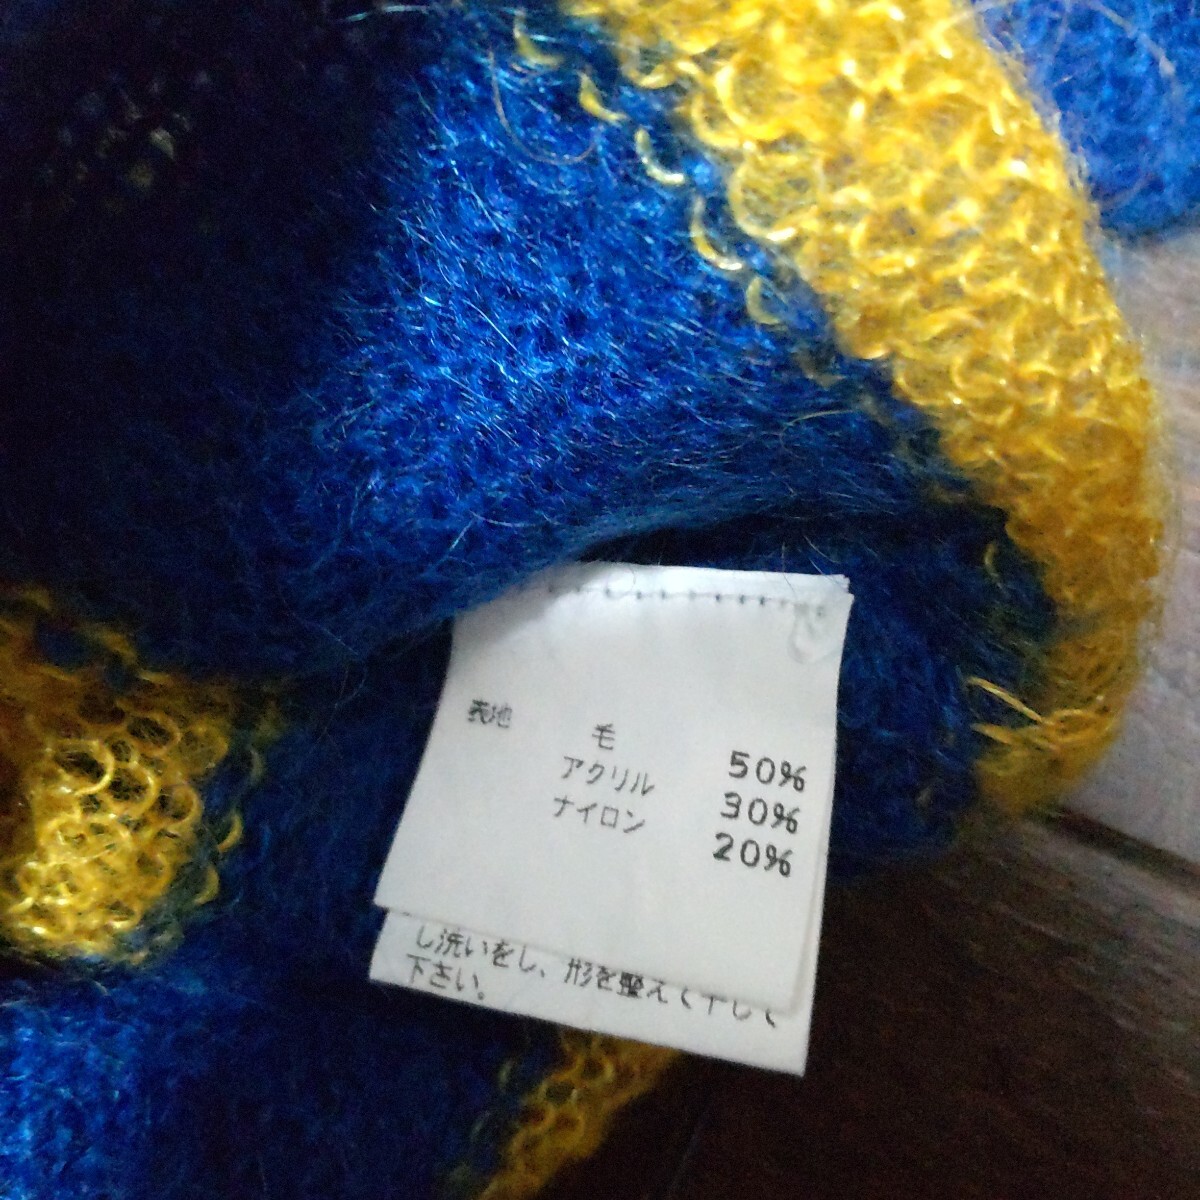 表地 毛 50%
アクリル 30%
ナイロン 20%
し洗いをし、形を整えて干して
下さい。